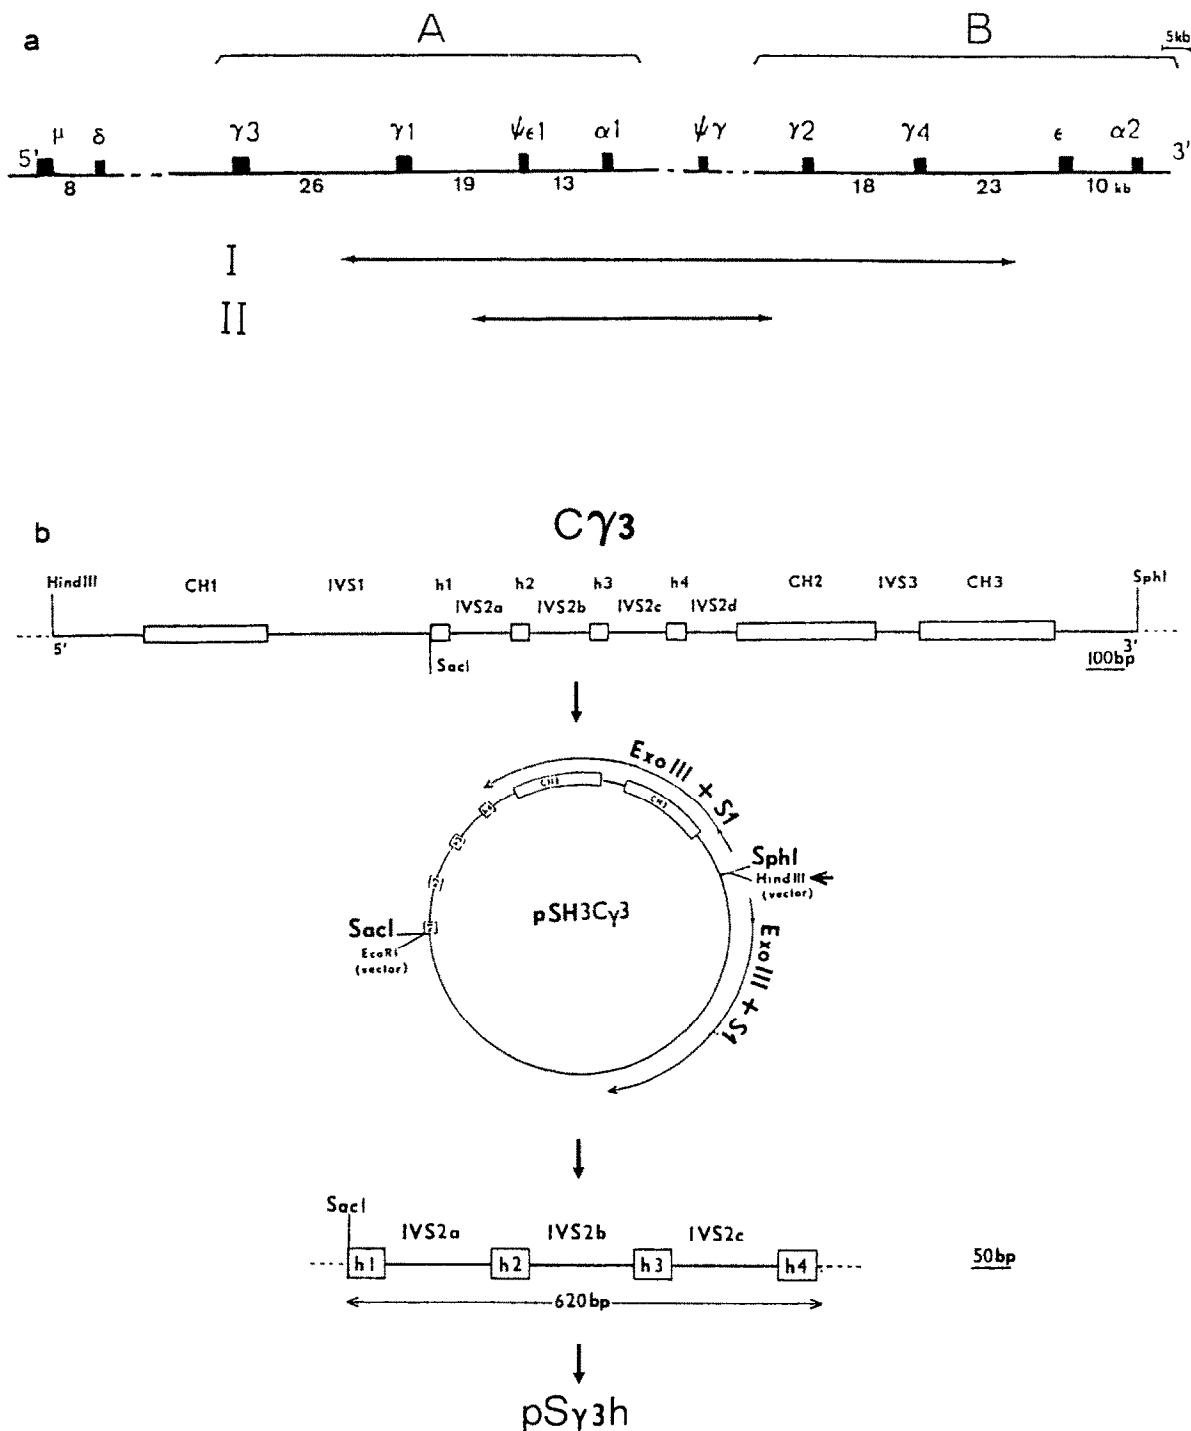 a
A
B
5kb
μ
δ
γ3
γ1
ψε1
α1
ψγ
γ2
γ4
ε
α2
5'
3'
8
26
19
13
18
23
10 kb
I
II
b
Cγ3
HindIII
CH1
IVS1
h1
h2
h3
h4
CH2
IVS3
CH3
SphI
IVS2a
IVS2b
IVS2c
IVS2d
5'
SacI
3'
100bp
ExoIII + S1
CH3
SphI
HindIII
(vector)
pSH3Cγ3
SacI
EcoRI
(vector)
ExoIII + S1
SacI
IVS2a
IVS2b
IVS2c
h1
h2
h3
h4
50bp
620bp
pSγ3h